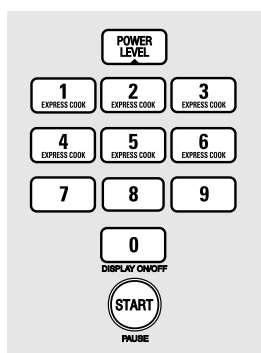 POWER
LEVEL
1 2 3
EXPRESS COOK EXPRESS COOK EXPRESS COOK
4 5 6
EXPRESS COOK EXPRESS COOK EXPRESS COOK
7 8 9
0
DISPLAY ON/OFF
START
PAUSE